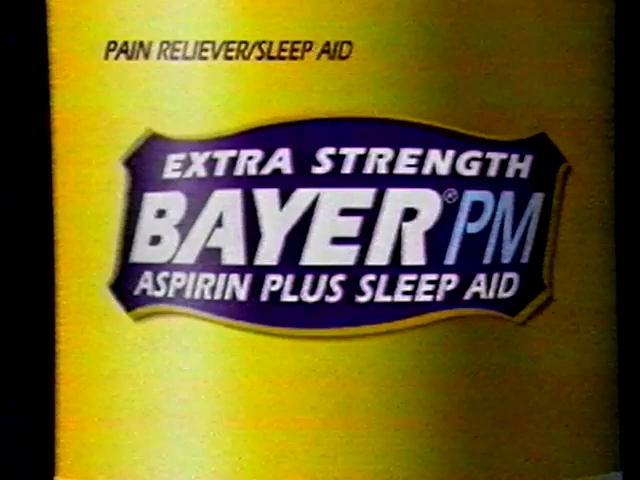 PAIN RELIEVER/SLEEP AID
EXTRA STRENGTH
BAYER® PM
ASPIRIN PLUS SLEEP AID